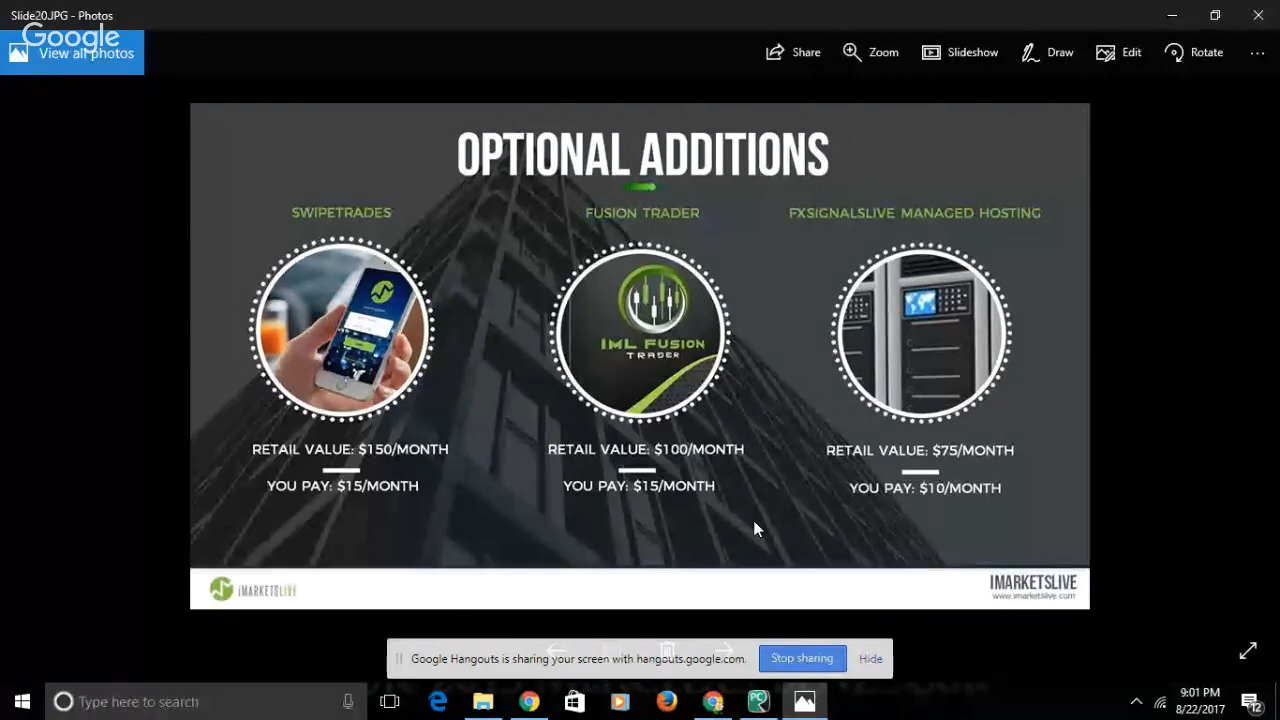 Slide20.JPG - Photos
Google
View all photos
Share
Zoom
Slideshow
Draw
Edit
Rotate
OPTIONAL ADDITIONS
SWIPETRADES
FUSION TRADER
FXSIGNALSLIVE MANAGED HOSTING
IML FUSION
TRADER
RETAIL VALUE: $150/MONTH
YOU PAY: $15/MONTH
RETAIL VALUE: $100/MONTH
YOU PAY: $15/MONTH
RETAIL VALUE: $75/MONTH
YOU PAY: $10/MONTH
iMARKETSLIVE
IMARKETSLIVE
www.imarketslive.com
Google Hangouts is sharing your screen with hangouts.google.com.
Stop sharing
Hide
Type here to search
9:01 PM
8/22/2017
12